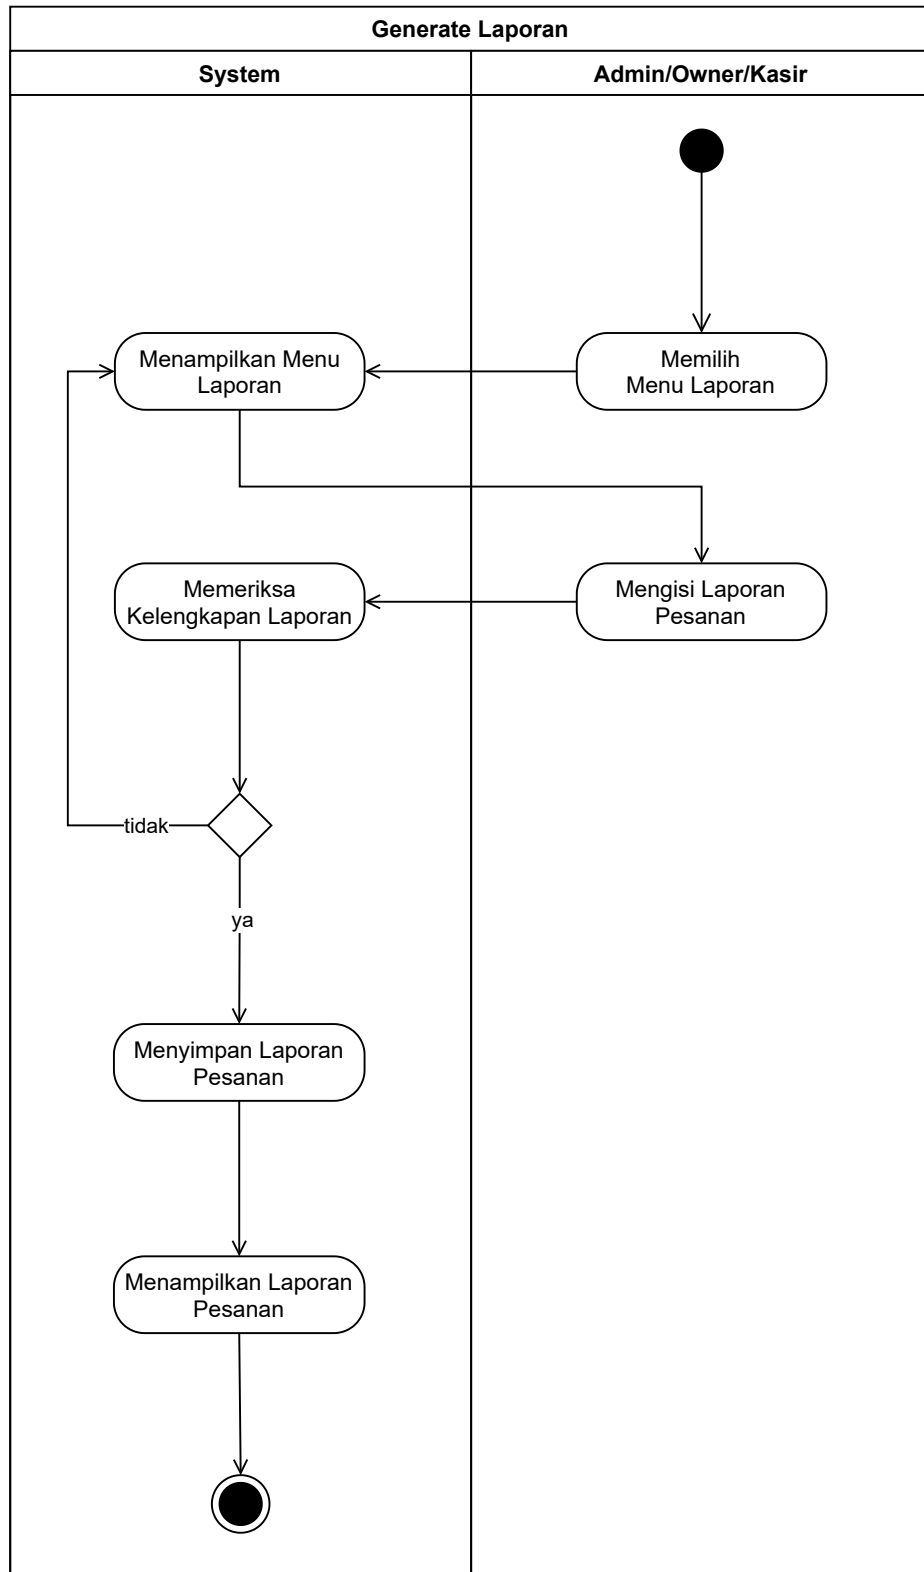 Generate Laporan
System
Admin/Owner/Kasir
Menampilkan Menu
Laporan
Memilih
Menu Laporan
Memeriksa
Kelengkapan Laporan
Mengisi Laporan
Pesanan
tidak
ya
Menyimpan Laporan
Pesanan
Menampilkan Laporan
Pesanan